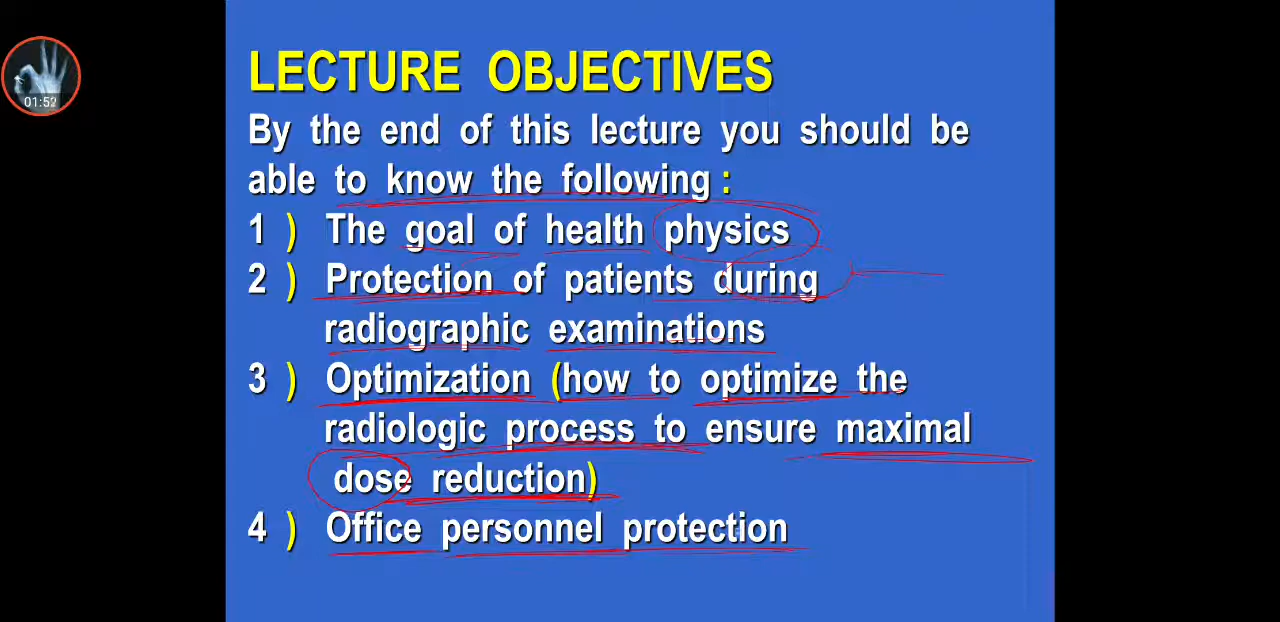 01:52
LECTURE OBJECTIVES
By the end of this lecture you should be
able to know the following :
1 ) The goal of health physics
2 ) Protection of patients during
radiographic examinations
3 ) Optimization (how to optimize the
radiologic process to ensure maximal
dose reduction)
4 ) Office personnel protection